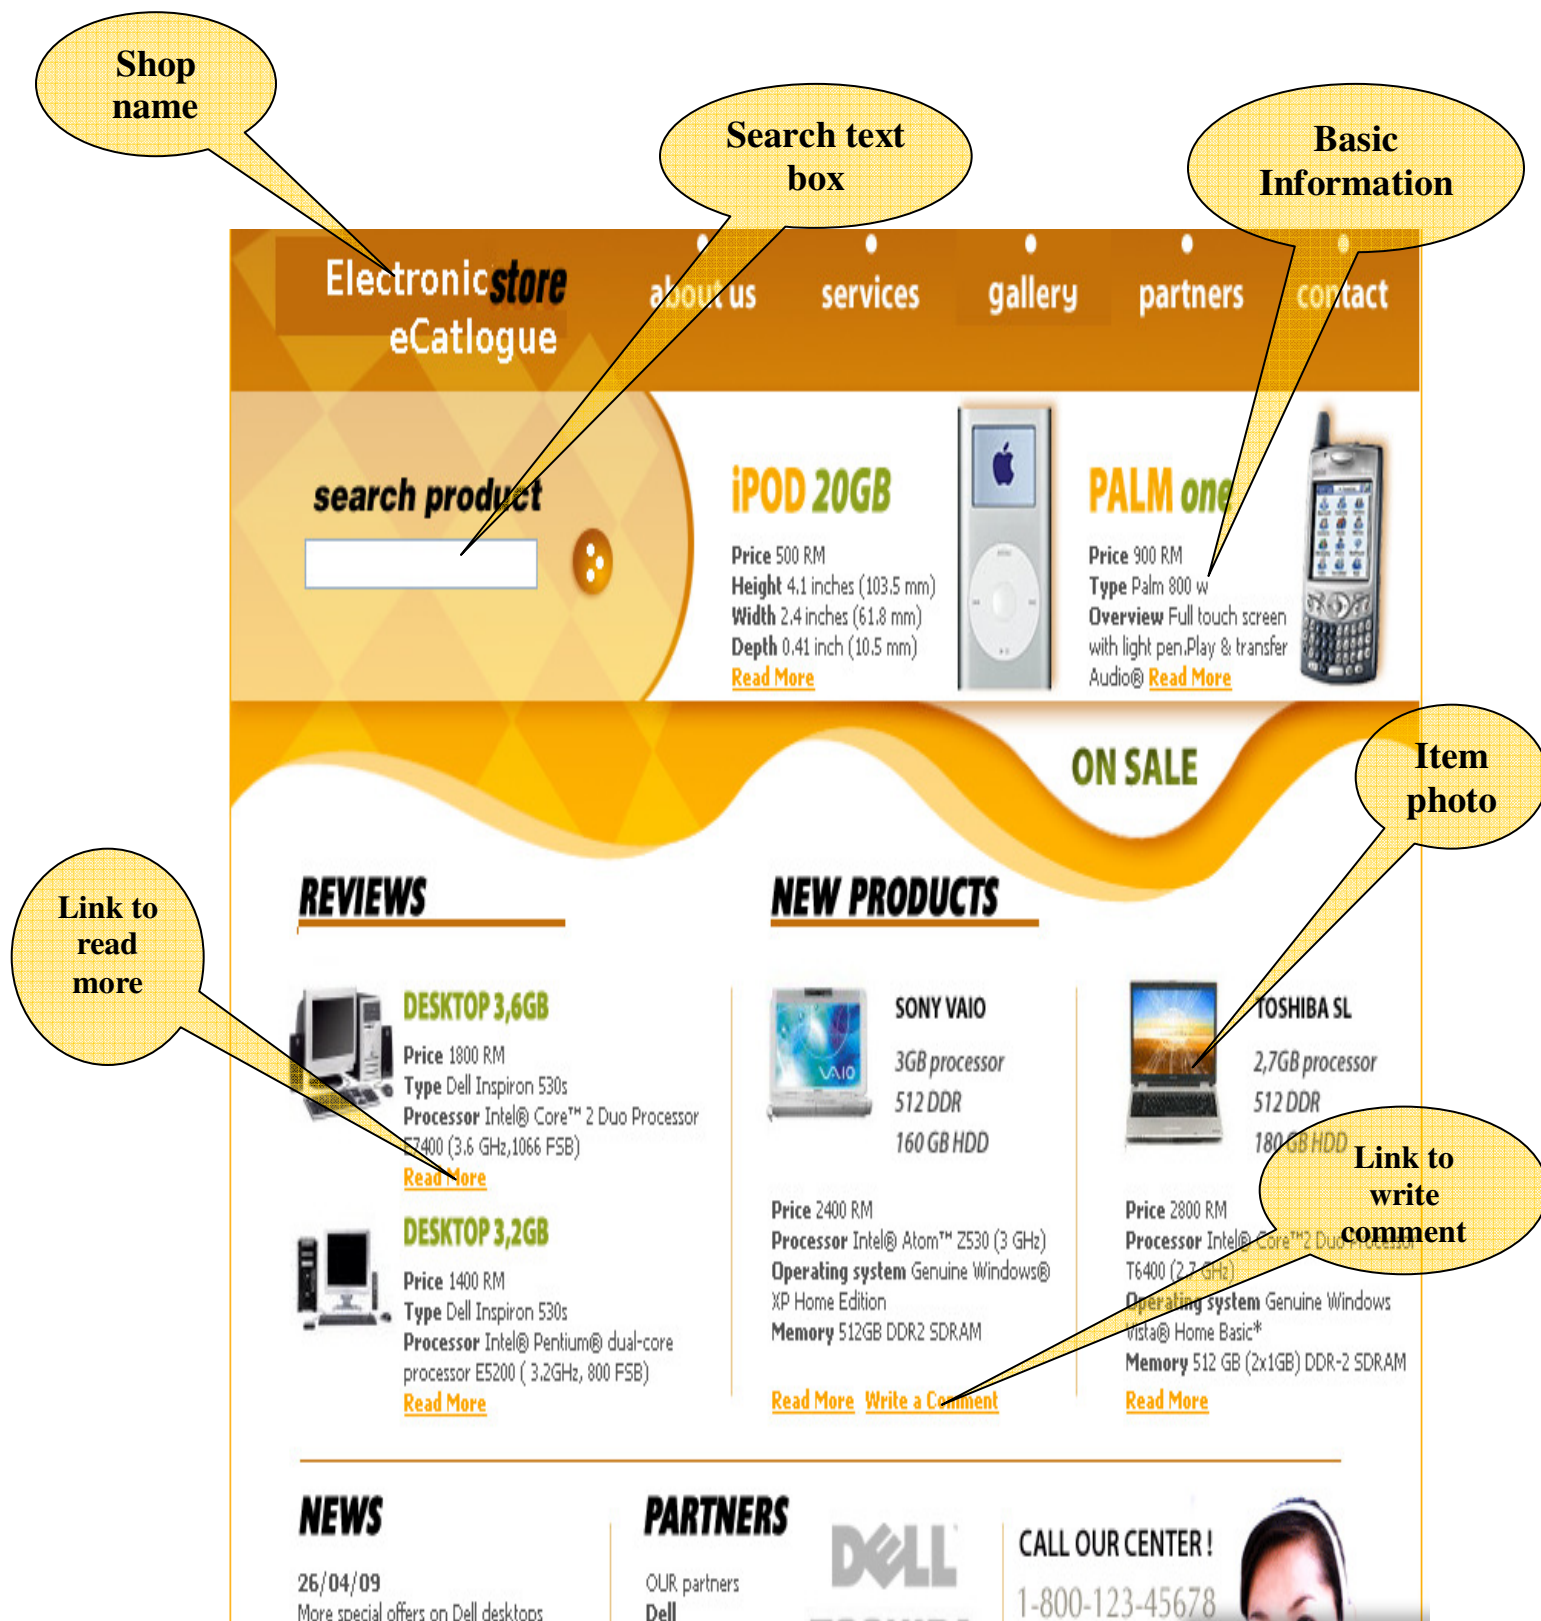 Shop
name
Search text
box
Basic
Information
Electronic store
eCatlogue
about us
services
gallery
partners
contact
search product
iPOD 20GB
Price 500 RM
Height 4.1 inches (103.5 mm)
Width 2.4 inches (61.8 mm)
Depth 0.41 inch (10.5 mm)
Read More
PALM one
Price 900 RM
Type Palm 800 w
Overview Full touch screen
with light pen.Play & transfer
Audio® Read More
ON SALE
Item
photo
Link to
read
more
REVIEWS
DESKTOP 3,6GB
Price 1800 RM
Type Dell Inspiron 530s
Processor Intel® Core™ 2 Duo Processor
E7400 (3.6 GHz,1066 FSB)
Read More
DESKTOP 3,2GB
Price 1400 RM
Type Dell Inspiron 530s
Processor Intel® Pentium® dual-core
processor E5200 ( 3.2GHz, 800 FSB)
Read More
NEW PRODUCTS
VAIO
SONY VAIO
3GB processor
512 DDR
160 GB HDD
Price 2400 RM
Processor Intel® Atom™ Z530 (3 GHz)
Operating system Genuine Windows®
XP Home Edition
Memory 512GB DDR2 SDRAM
Read More Write a Comment
TOSHIBA SL
2,7GB processor
512 DDR
180 GB HDD
Link to
write
comment
Price 2800 RM
Processor Intel® Core™2 Duo Processor
T6400 (2.7 GHz)
Operating system Genuine Windows
Vista® Home Basic*
Memory 512 GB (2x1GB) DDR-2 SDRAM
Read More
NEWS
26/04/09
More special offers on Dell desktops
PARTNERS
OUR partners
Dell
DELL
CALL OUR CENTER !
1-800-123-45678